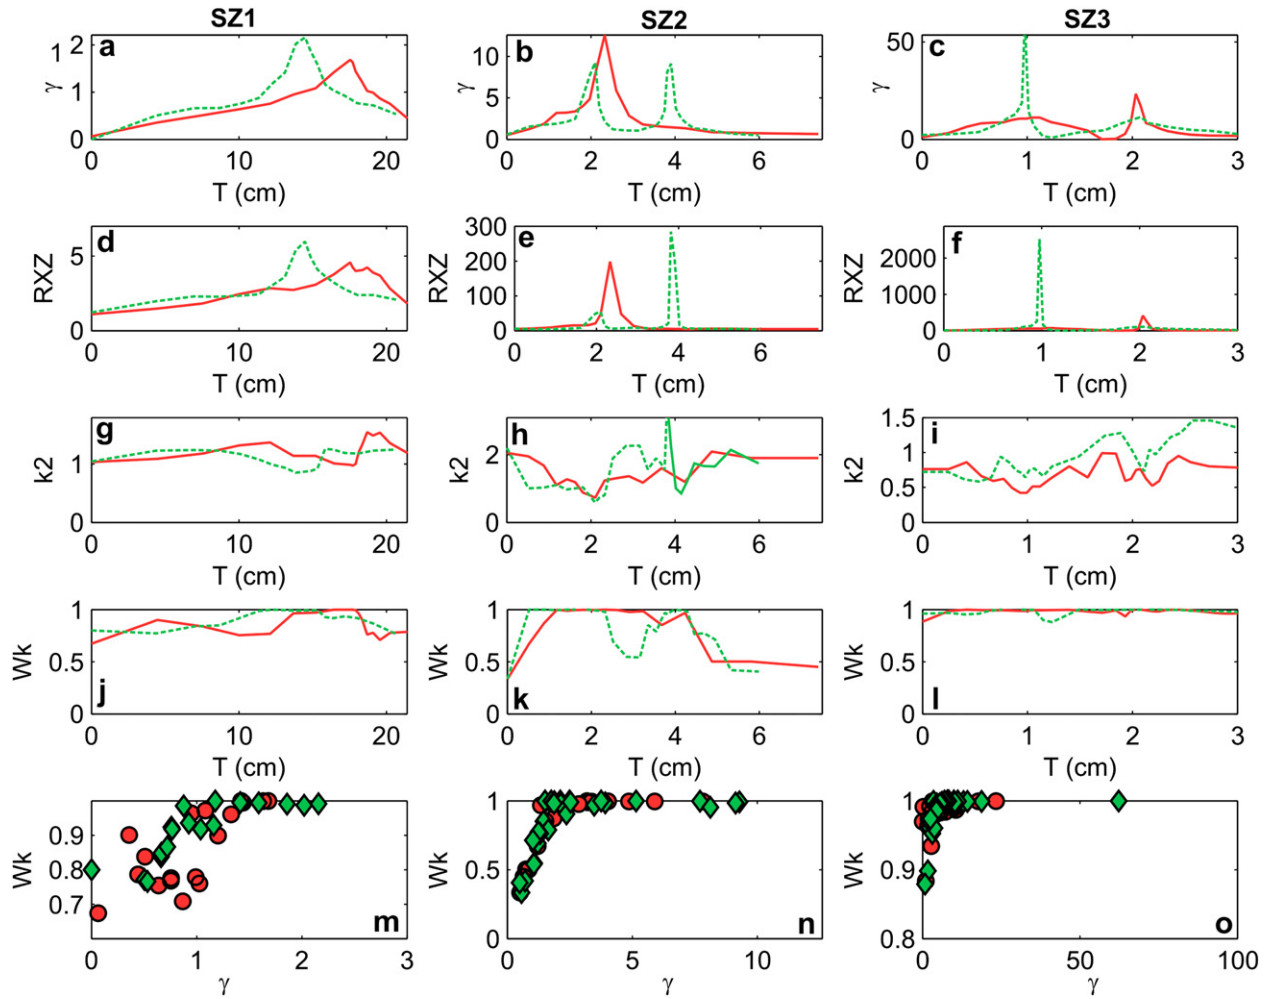 SZ1 SZ2 SZ3
a b c
γ γ γ
2 1 1 0
10 5 0
50 0
0 10 20
0 2 4 6
0 1 2 3
T (cm) T (cm) T (cm)
d e f
RXZ RXZ RXZ
5 0
300 200 100 0
2000 1000 0
0 10 20
0 2 4 6
0 1 2 3
T (cm) T (cm) T (cm)
g h i
k2 k2 k2
1 0
2 0
1.5 1 0.5 0
0 10 20
0 2 4 6
0 1 2 3
T (cm) T (cm) T (cm)
j k l
Wk Wk Wk
1 0.5 0
1 0.5 0
1 0.5 0
0 10 20
0 2 4 6
0 1 2 3
T (cm) T (cm) T (cm)
m n o
Wk Wk Wk
0.9 0.8 0.7
1 0.5 0
1 0.9 0.8
0 1 2 3
0 5 10
0 50 100
γ γ γ